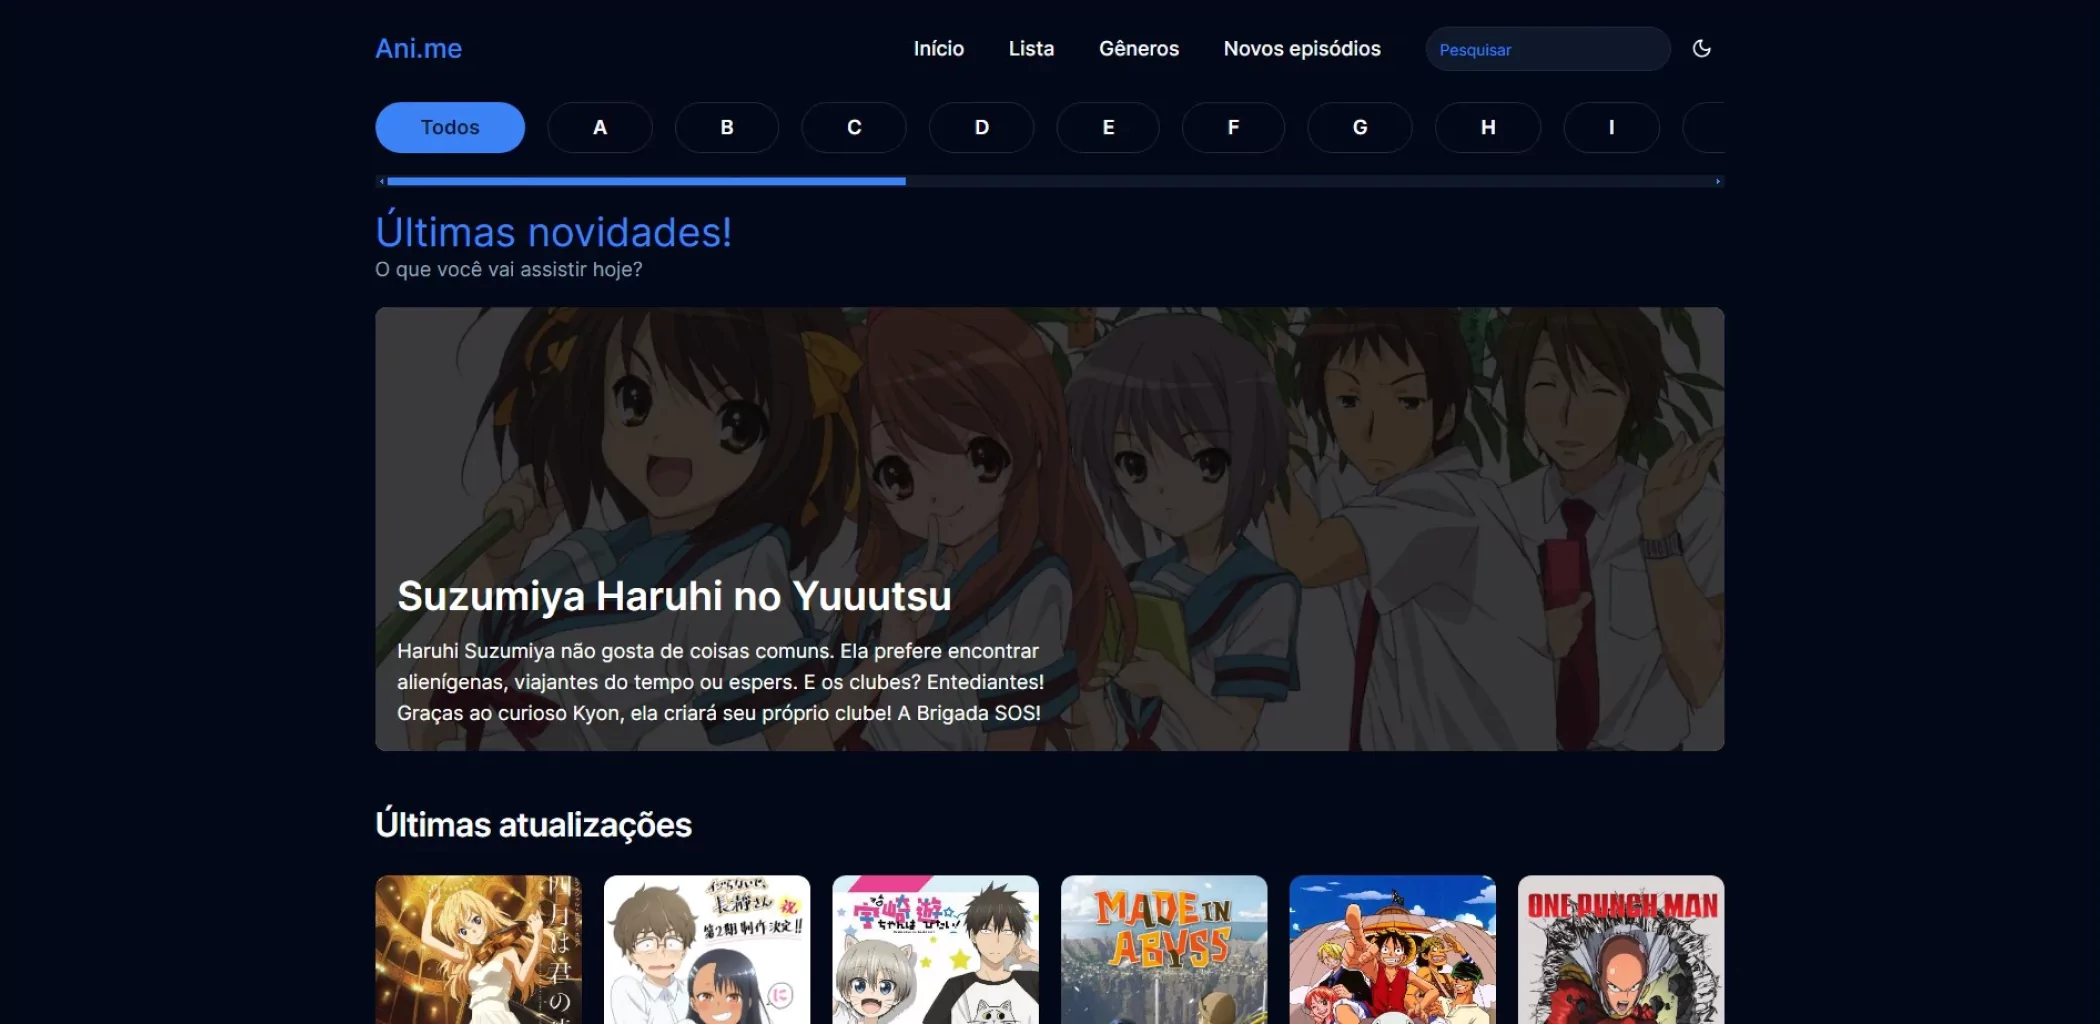 Ani.me
Início
Lista
Gêneros
Novos episódios
Pesquisar
Todos
A
B
C
D
E
F
G
H
I
Últimas novidades!
O que você vai assistir hoje?
Suzumiya Haruhi no Yuuutsu
Haruhi Suzumiya não gosta de coisas comuns. Ela prefere encontrar
alienígenas, viajantes do tempo ou espers. E os clubes? Entediantes!
Graças ao curioso Kyon, ela criará seu próprio clube! A Brigada SOS!
Últimas atualizações
四月は君の
イジらないで、
長瀞さん
祝
第2期制作決定!!
に
宇崎
ちゃんは
遊
びたい!
MADE IN
ABYSS
ONE PUNCH MAN